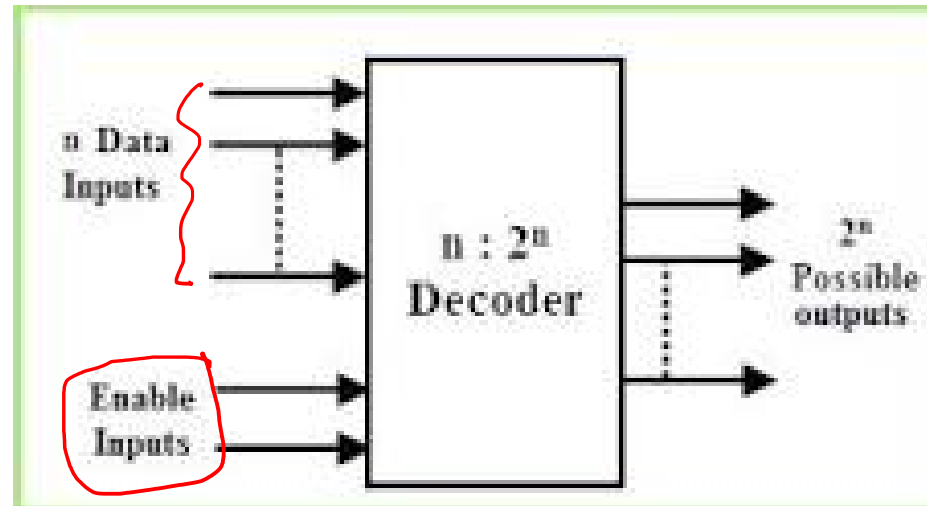 n Data
Inputs
n : 2ⁿ
Decoder
2ⁿ
Possible
outputs
Enable
Inputs